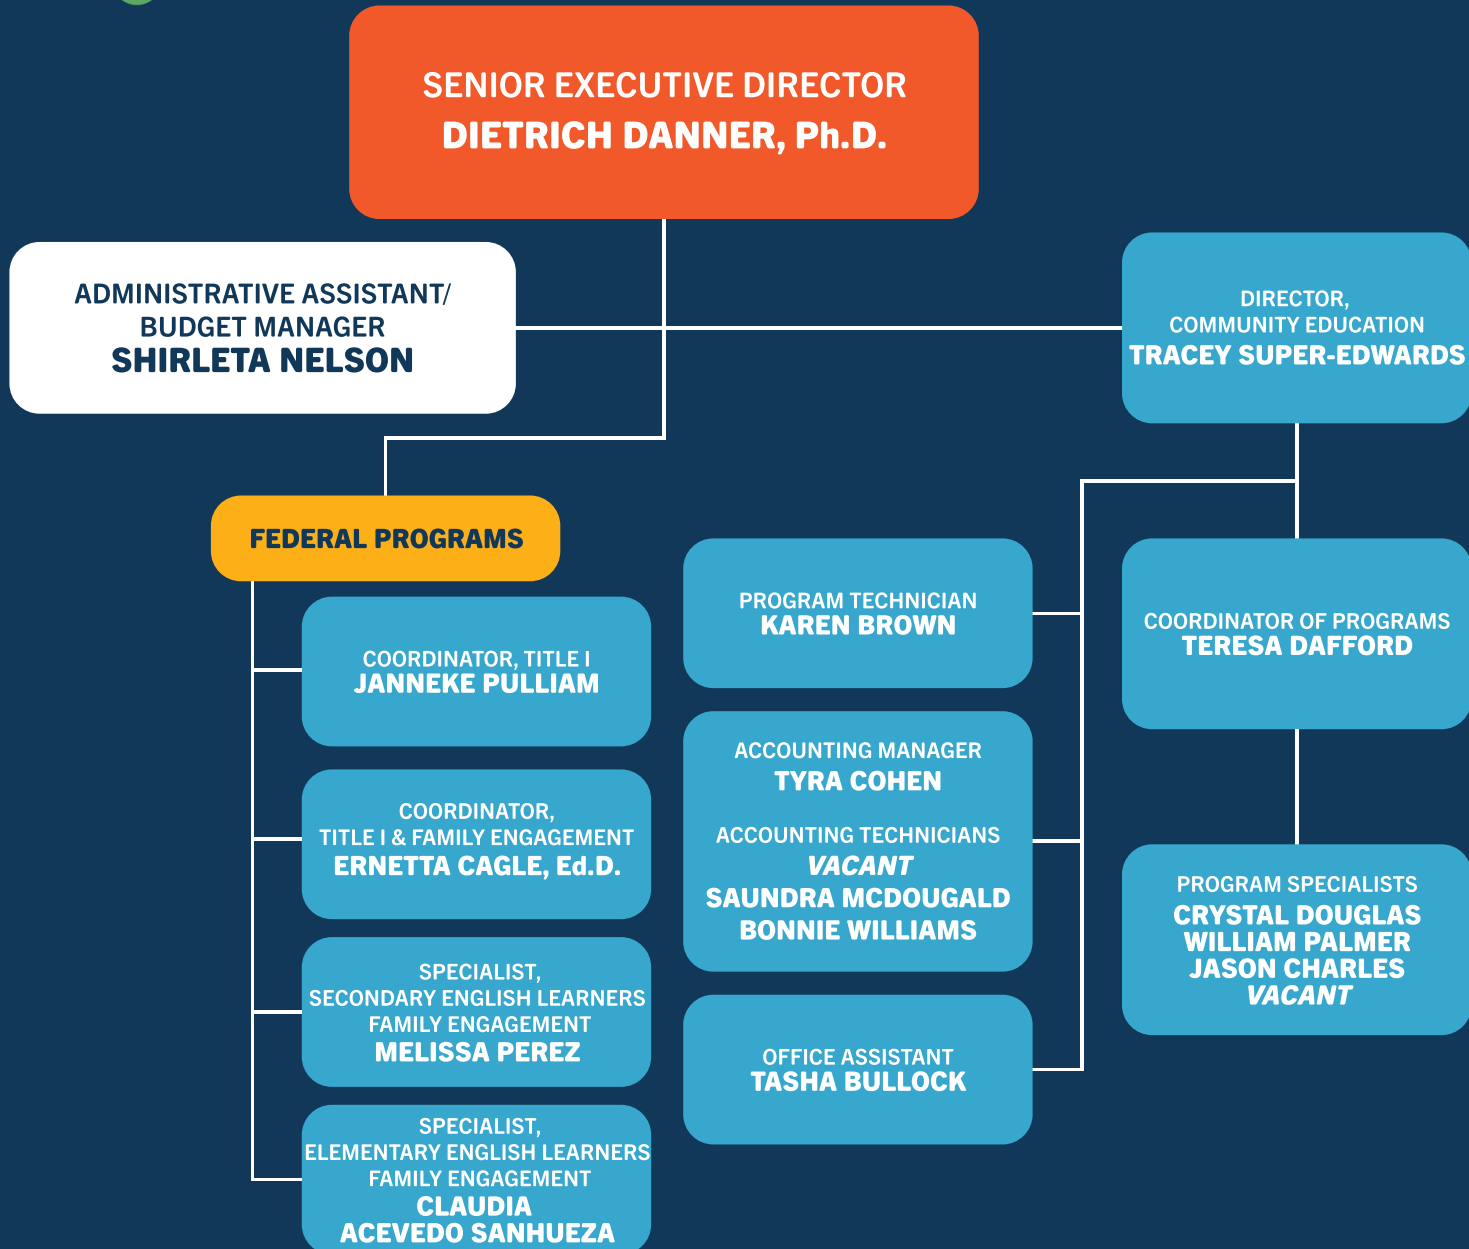 SENIOR EXECUTIVE DIRECTOR
DIETRICH DANNER, Ph.D.
ADMINISTRATIVE ASSISTANT/
BUDGET MANAGER
SHIRLETA NELSON
DIRECTOR,
COMMUNITY EDUCATION
TRACEY SUPER-EDWARDS
FEDERAL PROGRAMS
COORDINATOR, TITLE I
JANNEKE PULLIAM
COORDINATOR,
TITLE I & FAMILY ENGAGEMENT
ERNETTA CAGLE, Ed.D.
SPECIALIST,
SECONDARY ENGLISH LEARNERS
FAMILY ENGAGEMENT
MELISSA PEREZ
SPECIALIST,
ELEMENTARY ENGLISH LEARNERS
FAMILY ENGAGEMENT
CLAUDIA
ACEVEDO SANHUEZA
PROGRAM TECHNICIAN
KAREN BROWN
ACCOUNTING MANAGER
TYRA COHEN
ACCOUNTING TECHNICIANS
VACANT
SAUNDRA MCDOUGALD
BONNIE WILLIAMS
OFFICE ASSISTANT
TASHA BULLOCK
COORDINATOR OF PROGRAMS
TERESA DAFFORD
PROGRAM SPECIALISTS
CRYSTAL DOUGLAS
WILLIAM PALMER
JASON CHARLES
VACANT